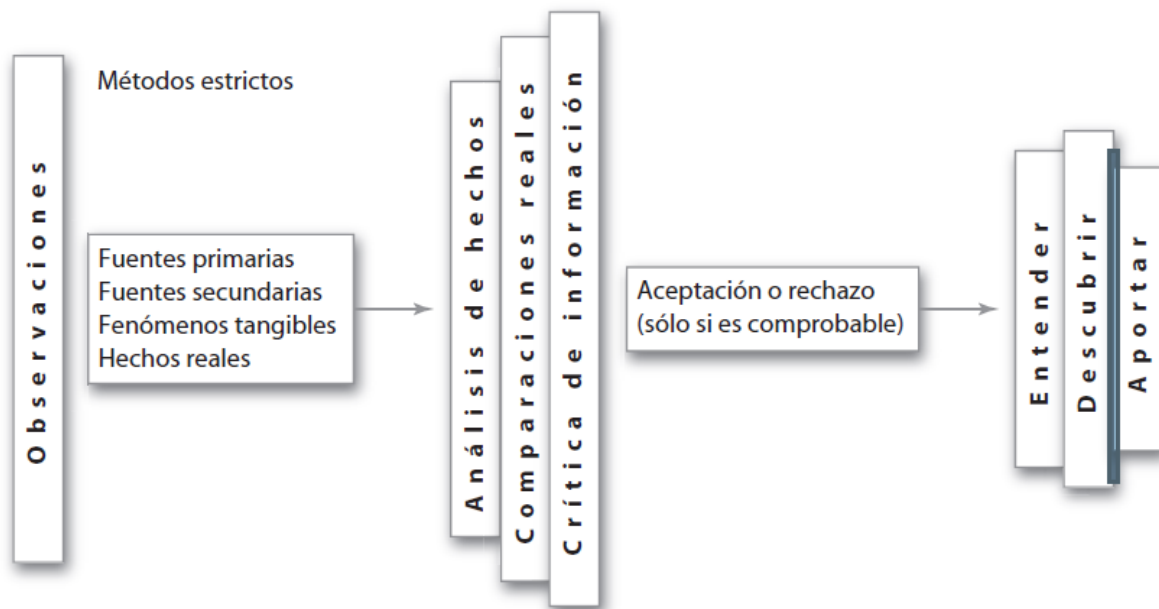 Observaciones
Métodos estrictos
Fuentes primarias
Fuentes secundarias
Fenómenos tangibles
Hechos reales
Análisis de hechos
Comparaciones reales
Crítica de información
Aceptación o rechazo
(sólo si es comprobable)
Entender
Descubrir
Aportar